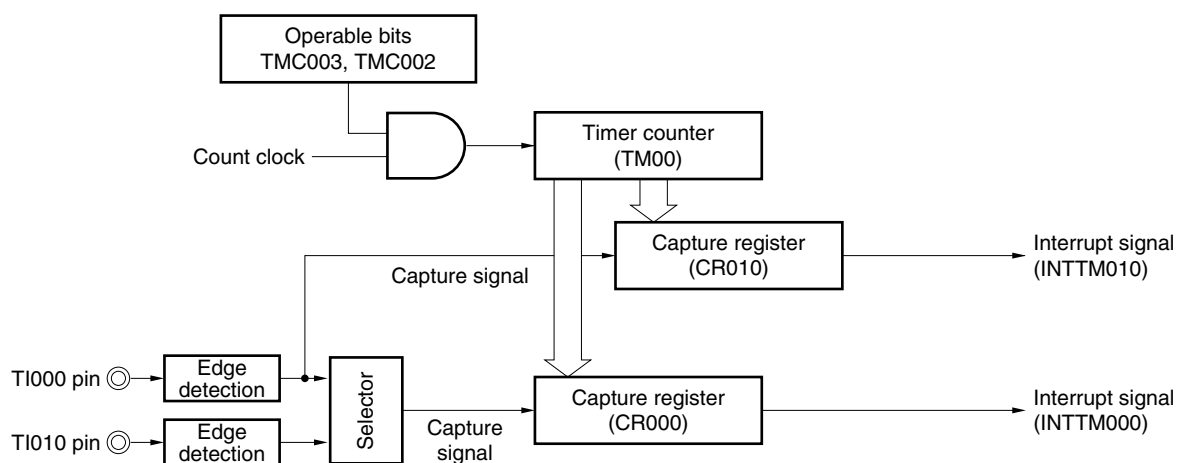 Operable bits
TMC003, TMC002
Count clock
Timer counter
(TM00)
Capture register
(CR010)
Interrupt signal
(INTTM010)
Capture signal
TI000 pin
Edge
detection
Selector
Capture register
(CR000)
Interrupt signal
(INTTM000)
TI010 pin
Edge
detection
Capture
signal